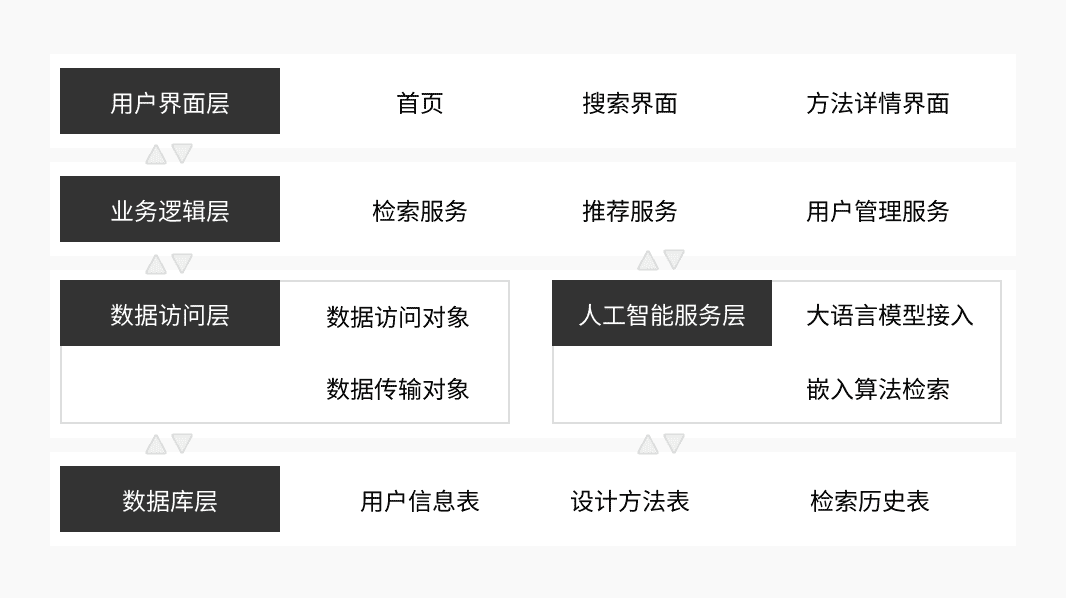 用户界面层
首页
搜索界面
方法详情界面
业务逻辑层
检索服务
推荐服务
用户管理服务
数据访问层
数据访问对象
数据传输对象
人工智能服务层
大语言模型接入
嵌入算法检索
数据库层
用户信息表
设计方法表
检索历史表